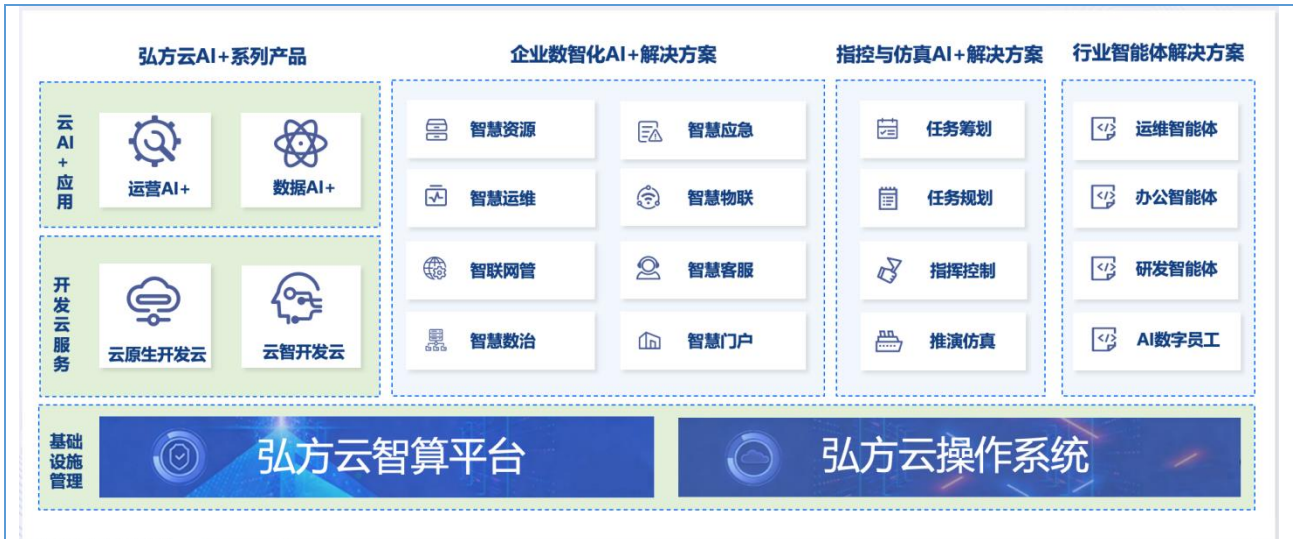 弘方云AI+系列产品
企业数智化AI+解决方案
指控与仿真AI+解决方案
行业智能体解决方案
云AI+应用
运营AI+
数据AI+
开发云服务
云原生开发云
云智开发云
智慧资源
智慧应急
智慧运维
智慧物联
智联网管
智慧客服
智慧数治
智慧门户
任务筹划
任务规划
指挥控制
推演仿真
运维智能体
办公智能体
研发智能体
AI数字员工
基础
设施
管理
弘方云智算平台
弘方云操作系统